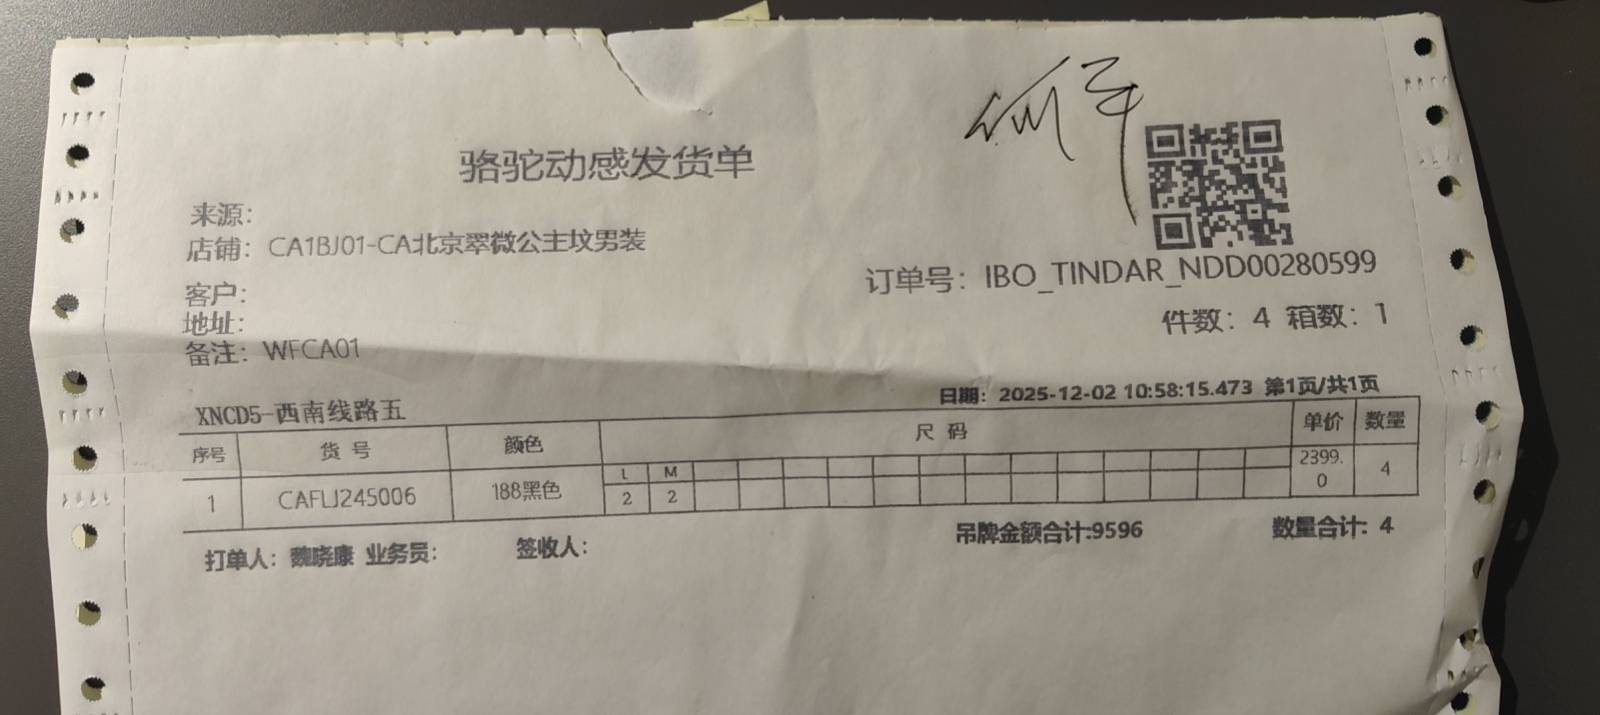 骆驼动感发货单
来源：
店铺：CA1BJ01-CA北京翠微公主坟男装
订单号：IBO_TINDAR_NDD00280599
客户：
件数：4 箱数：1
地址：
备注：WFCA01
日期：2025-12-02 10:58:15.473 第1页/共1页
XNCD5-西南线路五
序号 货号 颜色 尺码 单价 数量
L M
1 CAFLJ245006 188黑色 2 2 2399.0 4
吊牌金额合计:9596 数量合计: 4
打单人：魏晓康 业务员： 签收人：